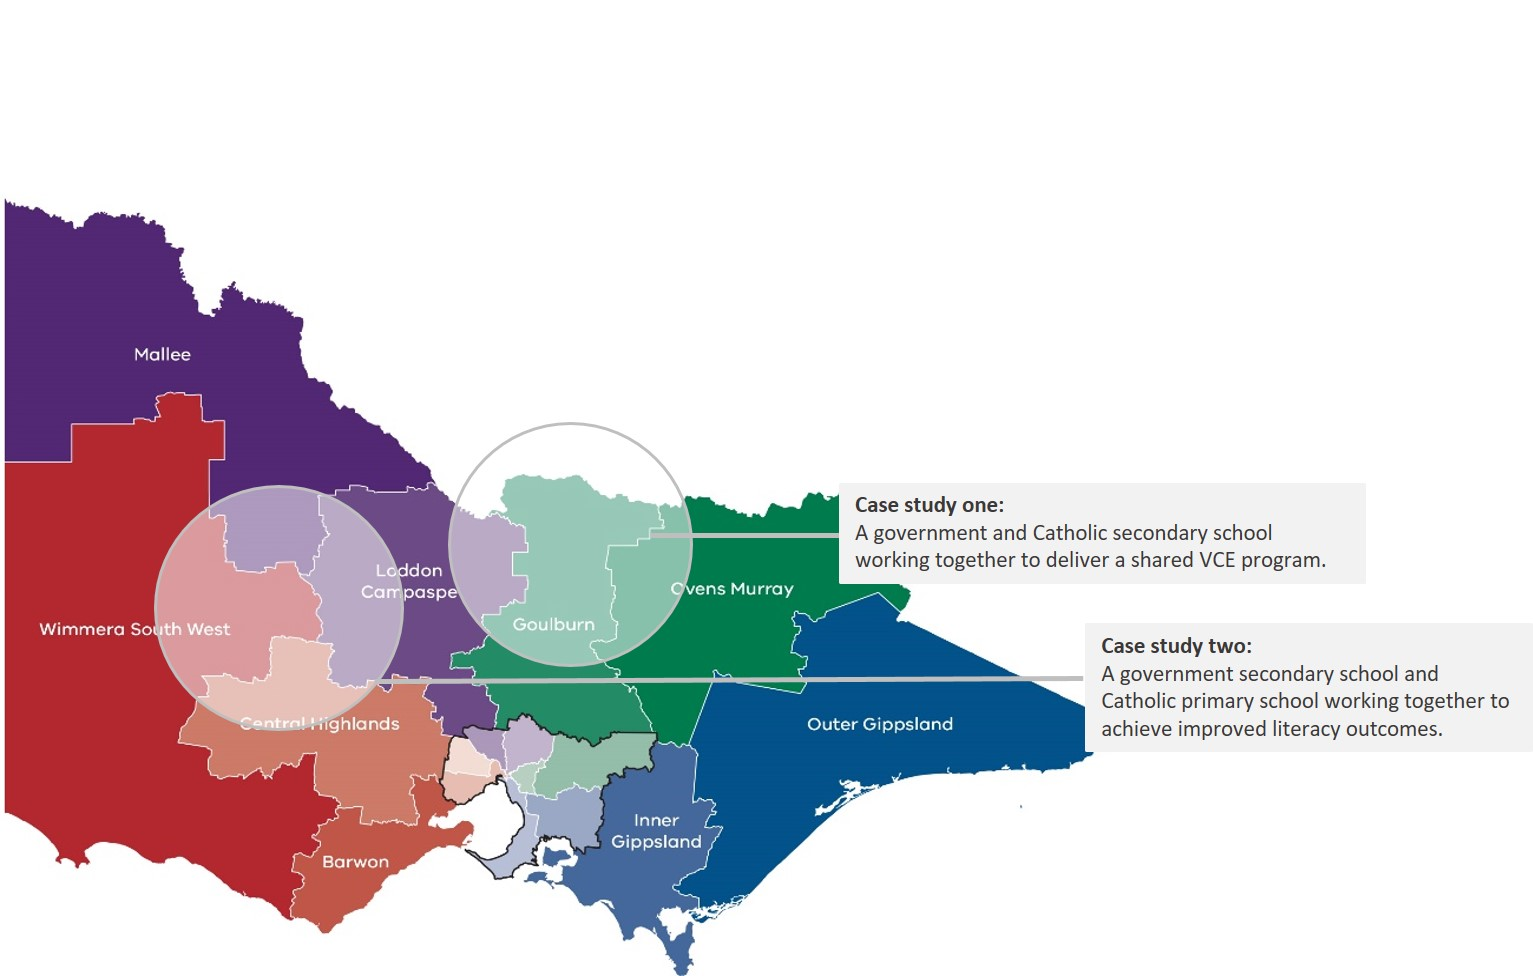 Mallee
Case study one:
A government and Catholic secondary school
working together to deliver a shared VCE program.
Loddon
Campaspe
Ovens Murray
Goulburn
Wimmera South West
Case study two:
A government secondary school and
Catholic primary school working together to
achieve improved literacy outcomes.
Central Highlands
Outer Gippsland
Inner
Gippsland
Barwon